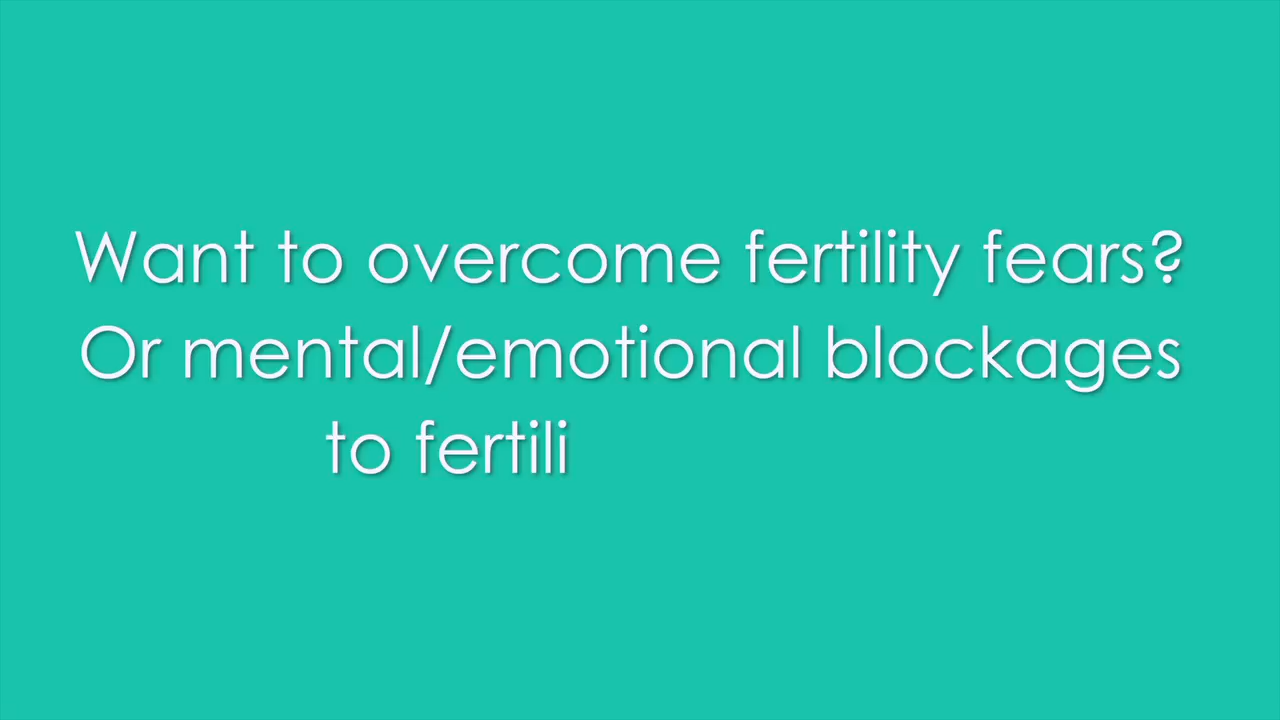 Want to overcome fertility fears?
Or mental/emotional blockages
to fertili